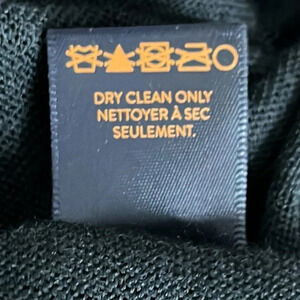 DRY CLEAN ONLY
NETTOYER À SEC
SEULEMENT.